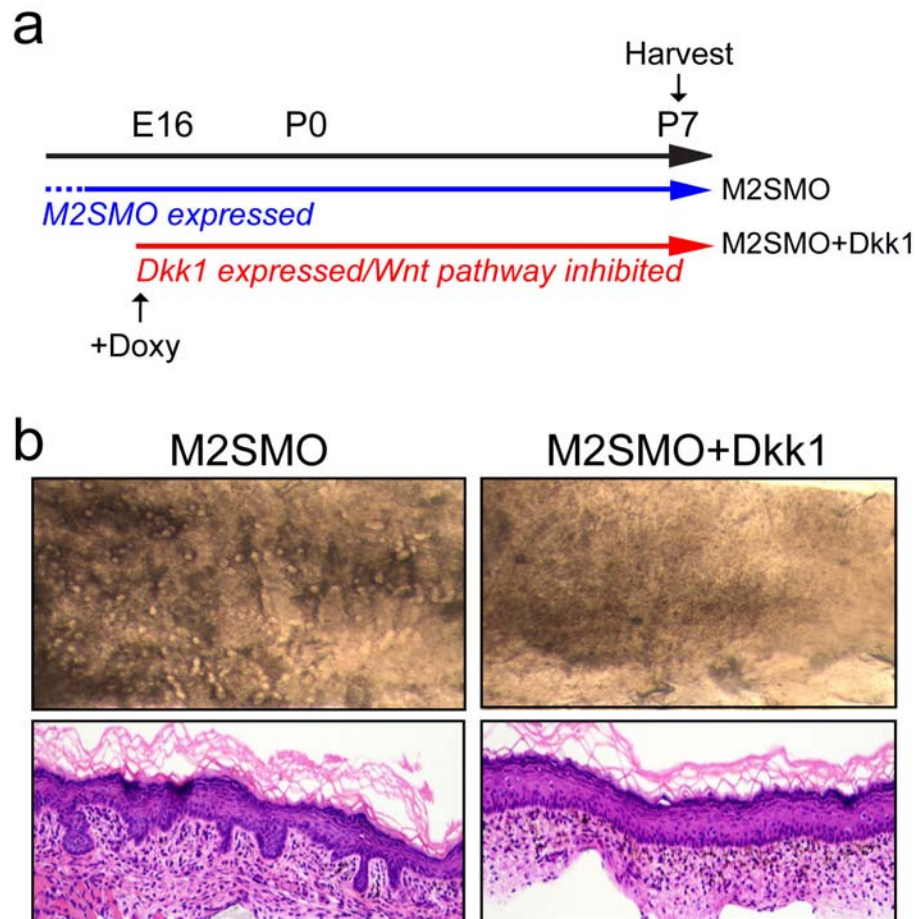 a
Harvest
E16 P0 P7
M2SMO
M2SMO expressed
M2SMO+Dkk1
Dkk1 expressed/Wnt pathway inhibited
+Doxy
b
M2SMO M2SMO+Dkk1